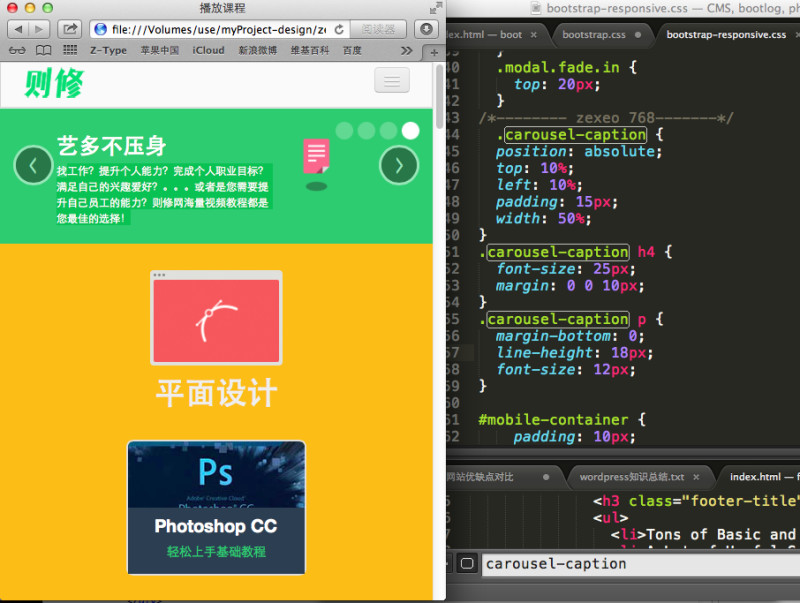 播放课程
file:///Volumes/use/myProject-design/ze
阅读器
Z-Type 苹果中国 iCloud 新浪微博 维基百科 百度 >>
则修
艺多不压身
找工作？提升个人能力？完成个人职业目标？
满足自己的兴趣爱好？。。。或者是您需要提
升自己员工的能力？则修网海量视频教程都是
您最佳的选择！
平面设计
Ps
Adobe Creative Cloud
Photoshop CC
Photoshop CC
轻松上手基础教程
bootstrap-responsive.css — CMS, bootlog, ph
dex.html — boot × bootstrap.css bootstrap-responsive.css
40 .modal.fade.in {
41 top: 20px;
42 }
43 /*-------- zexeo 768-------*/
44 .carousel-caption {
45 position: absolute;
46 top: 10%;
47 left: 10%;
48 padding: 15px;
49 width: 50%;
50 }
51 .carousel-caption h4 {
52 font-size: 25px;
53 margin: 0 0 10px;
54 }
55 .carousel-caption p {
56 margin-bottom: 0;
57 line-height: 18px;
58 font-size: 12px;
59 }
60
61 #mobile-container {
62 padding: 10px;
网站优缺点对比 wordpress知识总结.txt × index.html — f
<h3 class="footer-title"
<ul>
<li>Tons of Basic and
carousel-caption